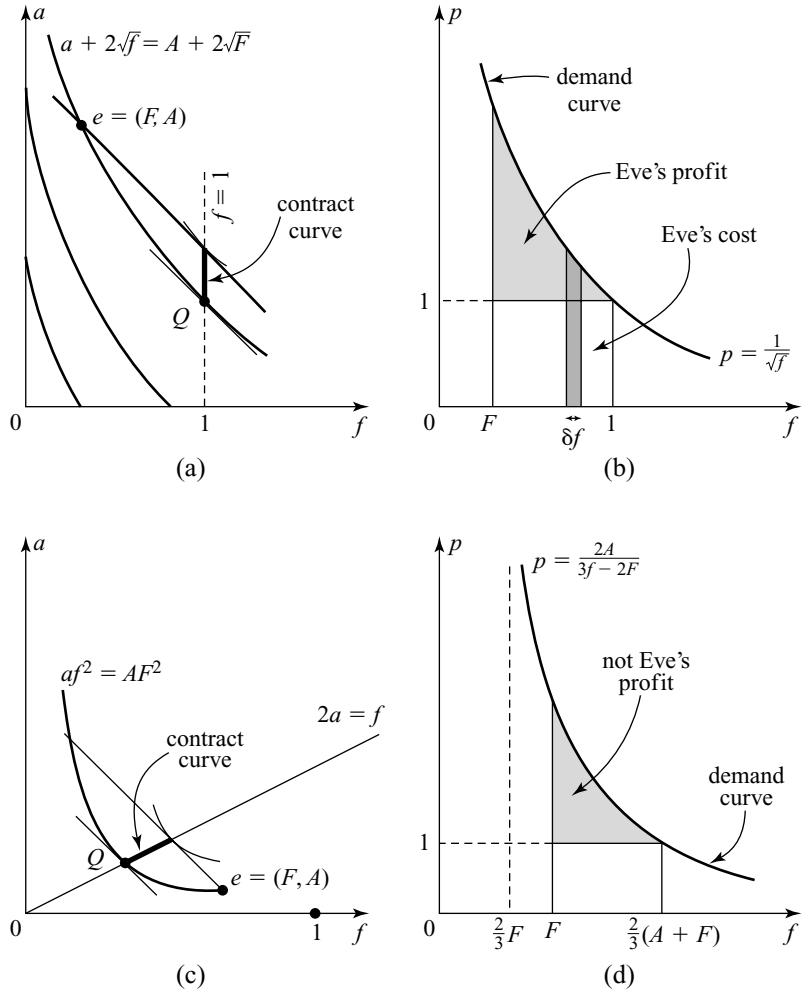 a
a + 2√f = A + 2√F
e = (F, A)
f = 1
contract
curve
Q
0
1
f
(a)
p
demand
curve
Eve's profit
Eve's cost
1
p = 1/√f
0
F
δf
1
f
(b)
a
af² = AF²
2a = f
contract
curve
Q
e = (F, A)
0
1
f
(c)
p
p = 2A/(3f − 2F)
not Eve's
profit
demand
curve
1
0
2/3 F
F
2/3 (A + F)
f
(d)